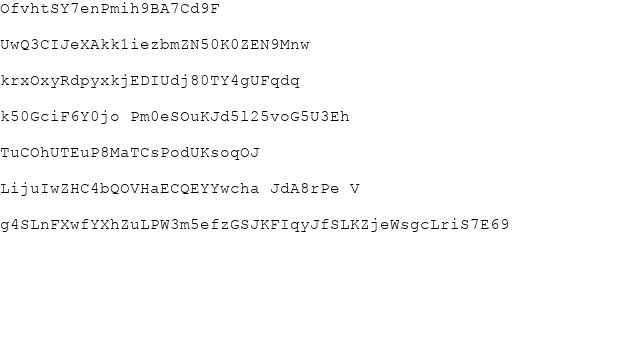 OfvhtSY7enPmih9BA7Cd9F
UwQ3CIJeXAkk1iezbmZN50K0ZEN9Mnw
krxOxyRdpyxkjEDIUdj80TY4gUFqdq
k50GciF6Y0jo Pm0eSOuKJd5l25voG5U3Eh
TuCOhUTEuP8MaTCsPodUKsoqOJ
LijuIwZHC4bQOVHaECQEYYwcha JdA8rPe V
g4SLnFXwfYXhZuLPW3m5efzGSJKFIqyJfSLKZjeWsgcLriS7E69